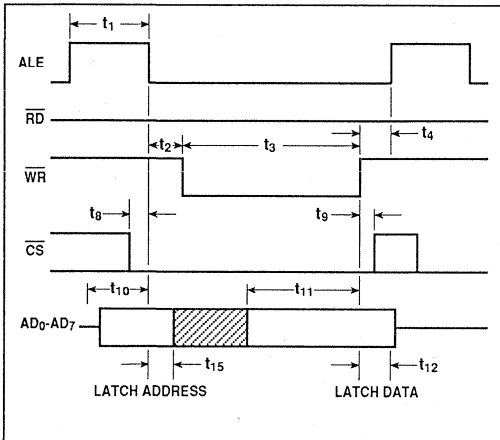 t1
ALE
RD
t2
t3
t4
WR
t8
t9
CS
t10
t11
AD0-AD7
t15
t12
LATCH ADDRESS
LATCH DATA